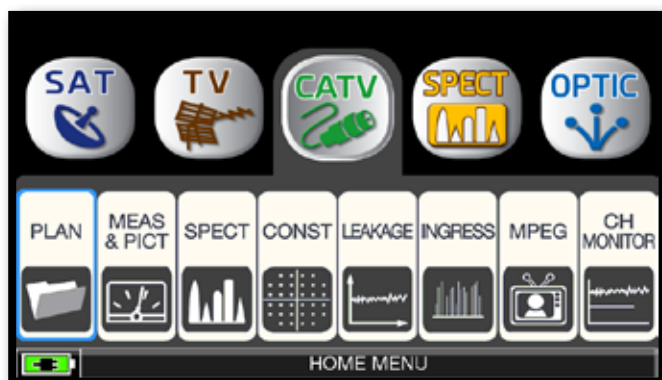 SAT
TV
CATV
SPECT
OPTIC
PLAN
MEAS
& PICT
SPECT
CONST
LEAKAGE
INGRESS
MPEG
CH
MONITOR
HOME MENU